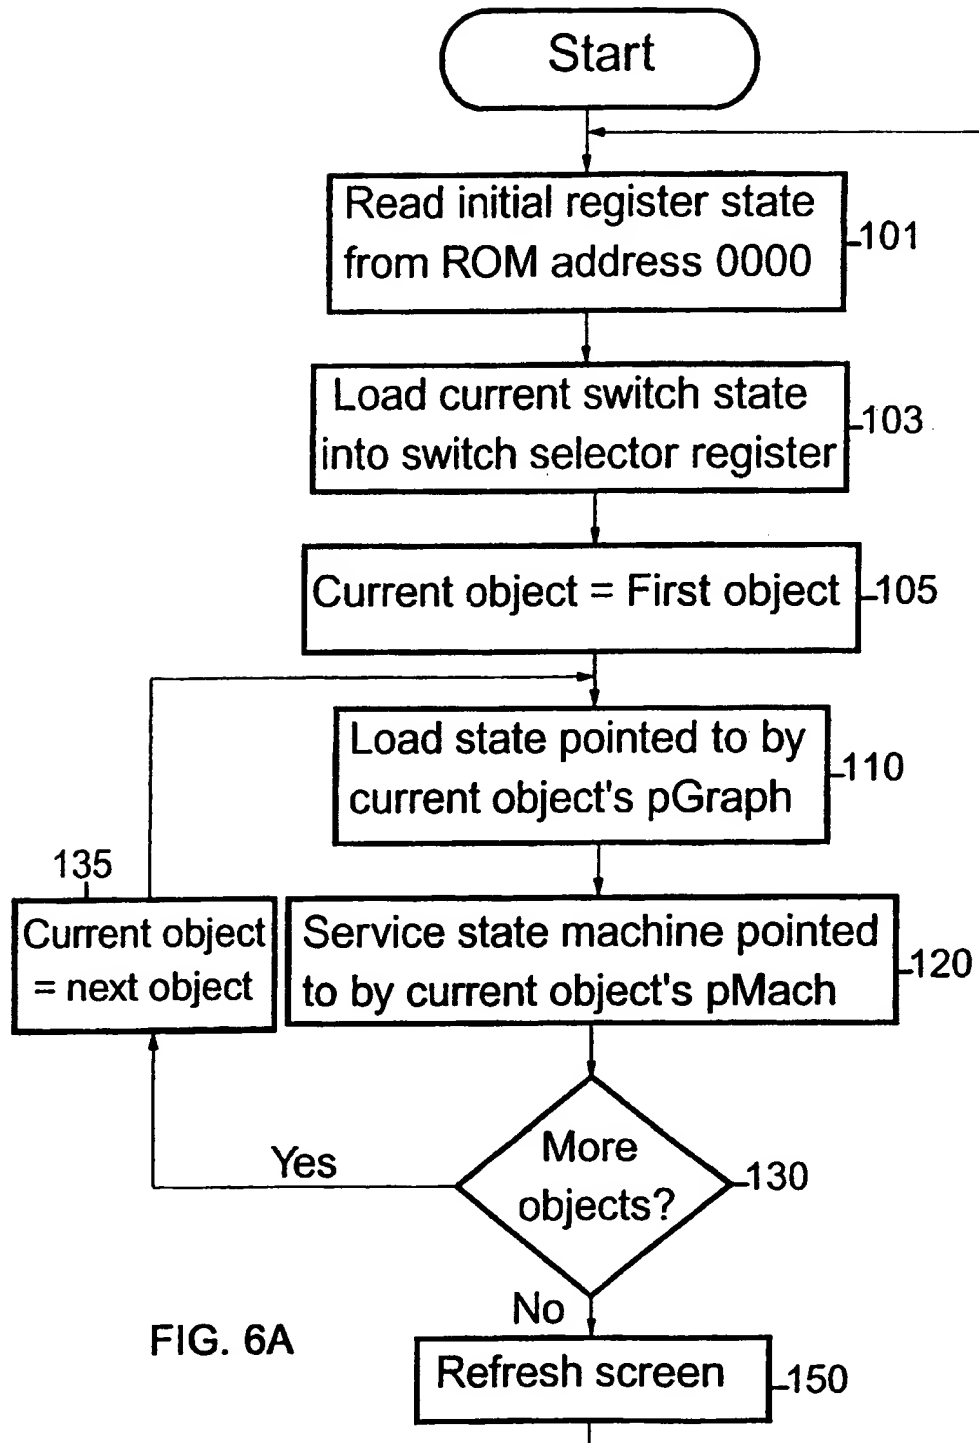 Start
Read initial register state
from ROM address 0000
101
Load current switch state
into switch selector register
103
Current object = First object
105
Load state pointed to by
current object's pGraph
110
135
Current object
= next object
Service state machine pointed
to by current object's pMach
120
More
objects?
130
Yes
No
FIG. 6A
Refresh screen
150